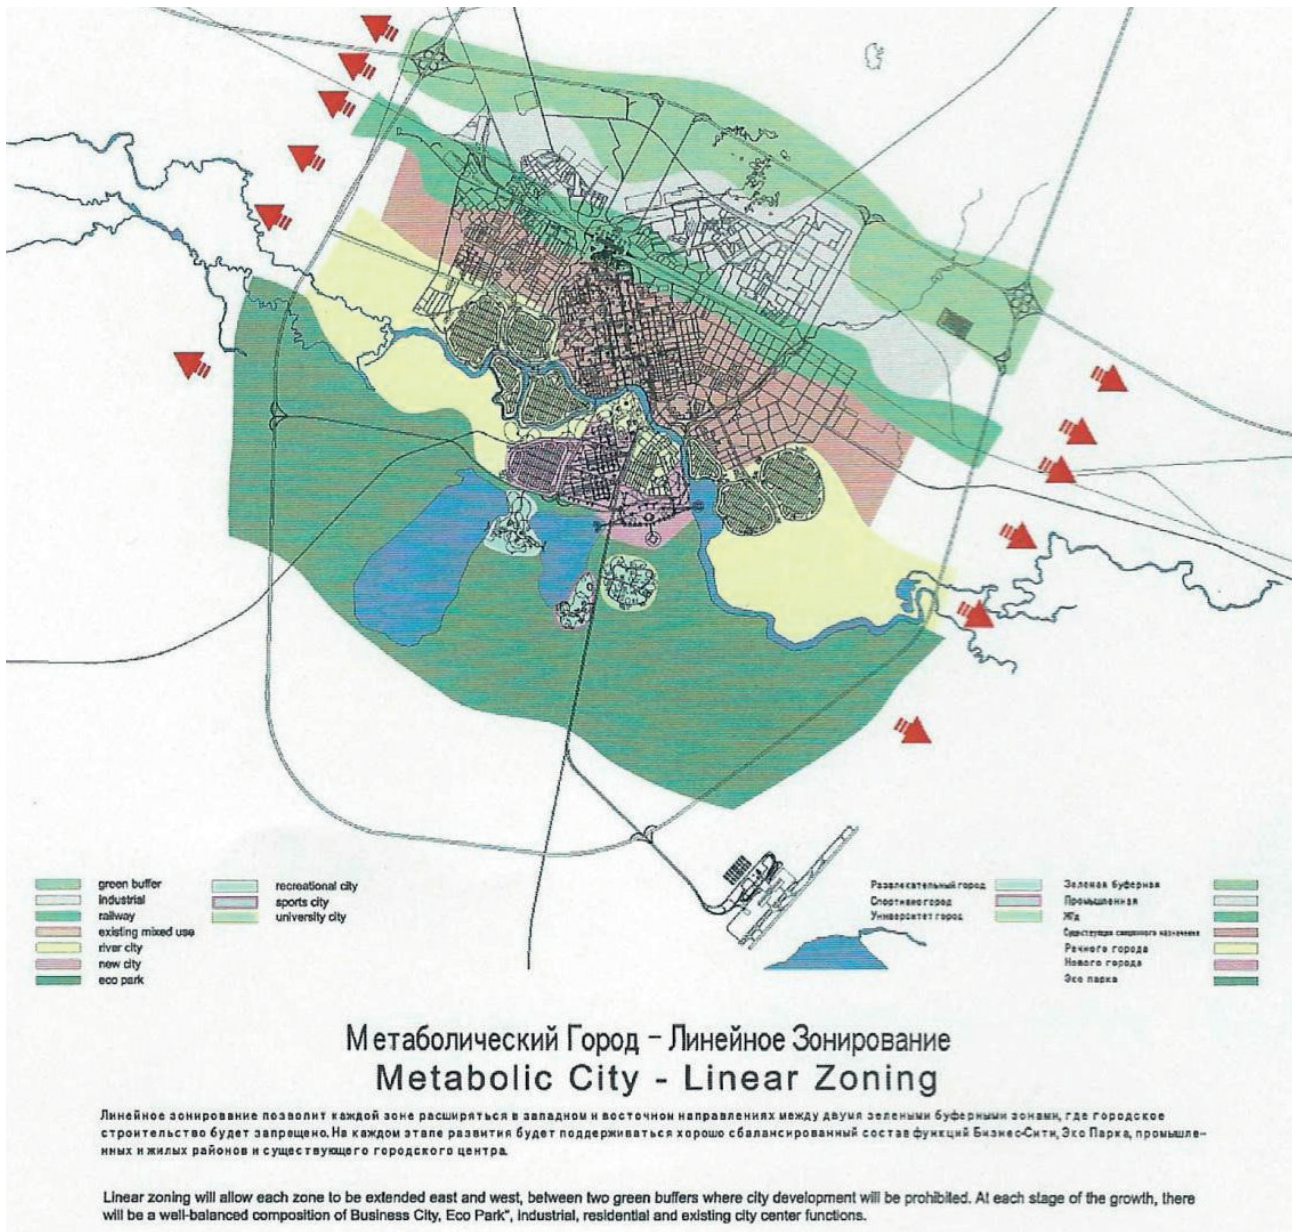 green buffer
industrial
railway
existing mixed use
river city
new city
eco park
recreational city
sports city
university city
Развлекательный город
Спортивно город
Университет город
Зеленая буферная
Промышленная
ЖД
Существующая смешанного назначения
Речного города
Нового города
Эко парка
Метаболический Город – Линейное Зонирование
Metabolic City - Linear Zoning
Линейное зонирование позволит каждой зоне расширяться в западном и восточном направлениях между двумя зелеными буферными зонами, где городское
строительство будет запрещено. На каждом этапе развития будет поддерживаться хорошо сбалансированный состав функций Бизнес-Сити, Эко Парка, промышле-
нных и жилых районов и существующего городского центра.
Linear zoning will allow each zone to be extended east and west, between two green buffers where city development will be prohibited. At each stage of the growth, there
will be a well-balanced composition of Business City, Eco Park", industrial, residential and existing city center functions.